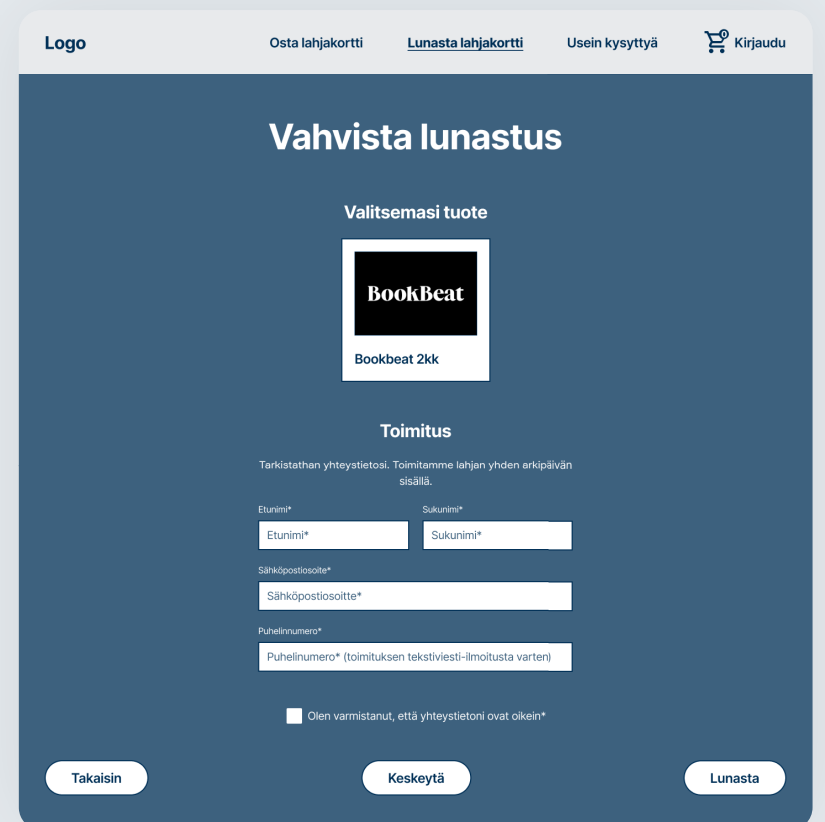 Logo
Osta lahjakortti
Lunasta lahjakortti
Usein kysyttyä
0
Kirjaudu
Vahvista lunastus
Valitsemasi tuote
BookBeat
Bookbeat 2kk
Toimitus
Tarkistathan yhteystietosi. Toimitamme lahjan yhden arkipäivän
sisällä.
Etunimi*
Sukunimi*
Etunimi*
Sukunimi*
Sähköpostiosoite*
Sähköpostiosoitte*
Puhelinnumero*
Puhelinumero* (toimituksen tekstiviesti-ilmoitusta varten)
Olen varmistanut, että yhteystietoni ovat oikein*
Takaisin
Keskeytä
Lunasta